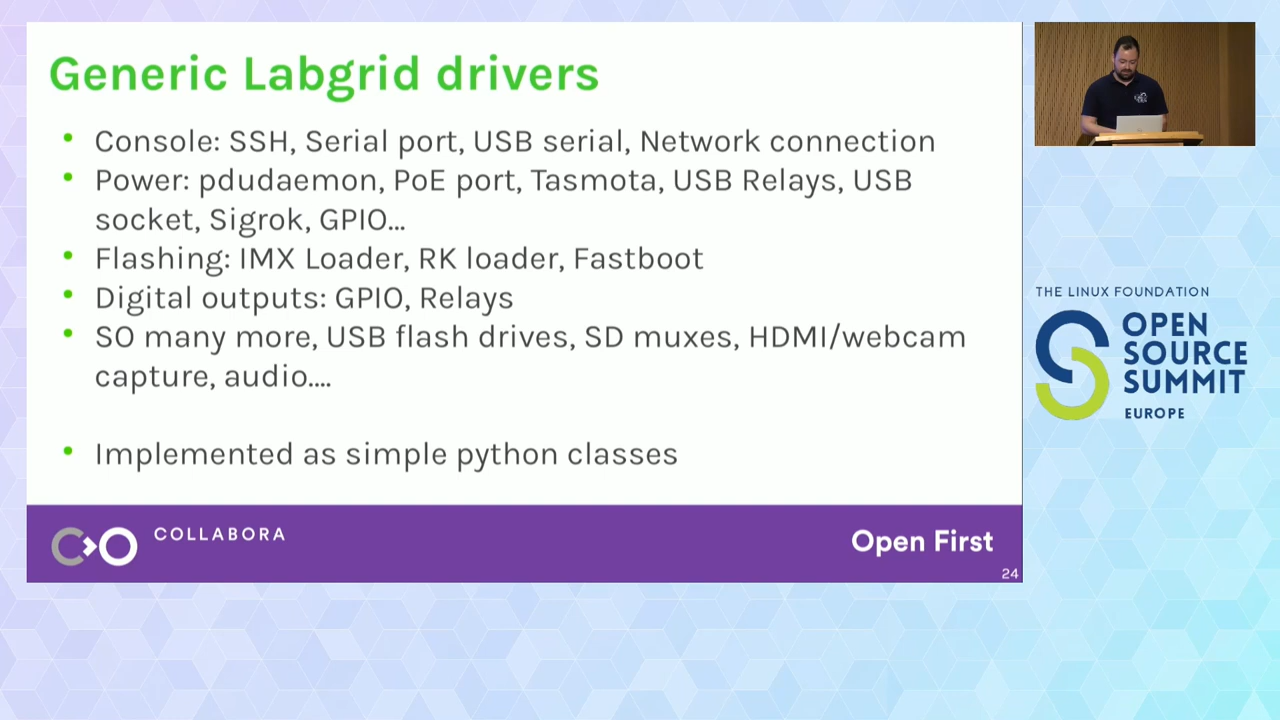 Generic Labgrid drivers
Console: SSH, Serial port, USB serial, Network connection
Power: pdudaemon, PoE port, Tasmota, USB Relays, USB
socket, Sigrok, GPIO...
Flashing: IMX Loader, RK loader, Fastboot
Digital outputs: GPIO, Relays
SO many more, USB flash drives, SD muxes, HDMI/webcam
capture, audio....
Implemented as simple python classes
COLLABORA
Open First
24
THE LINUX FOUNDATION
OPEN
SOURCE
SUMMIT
EUROPE